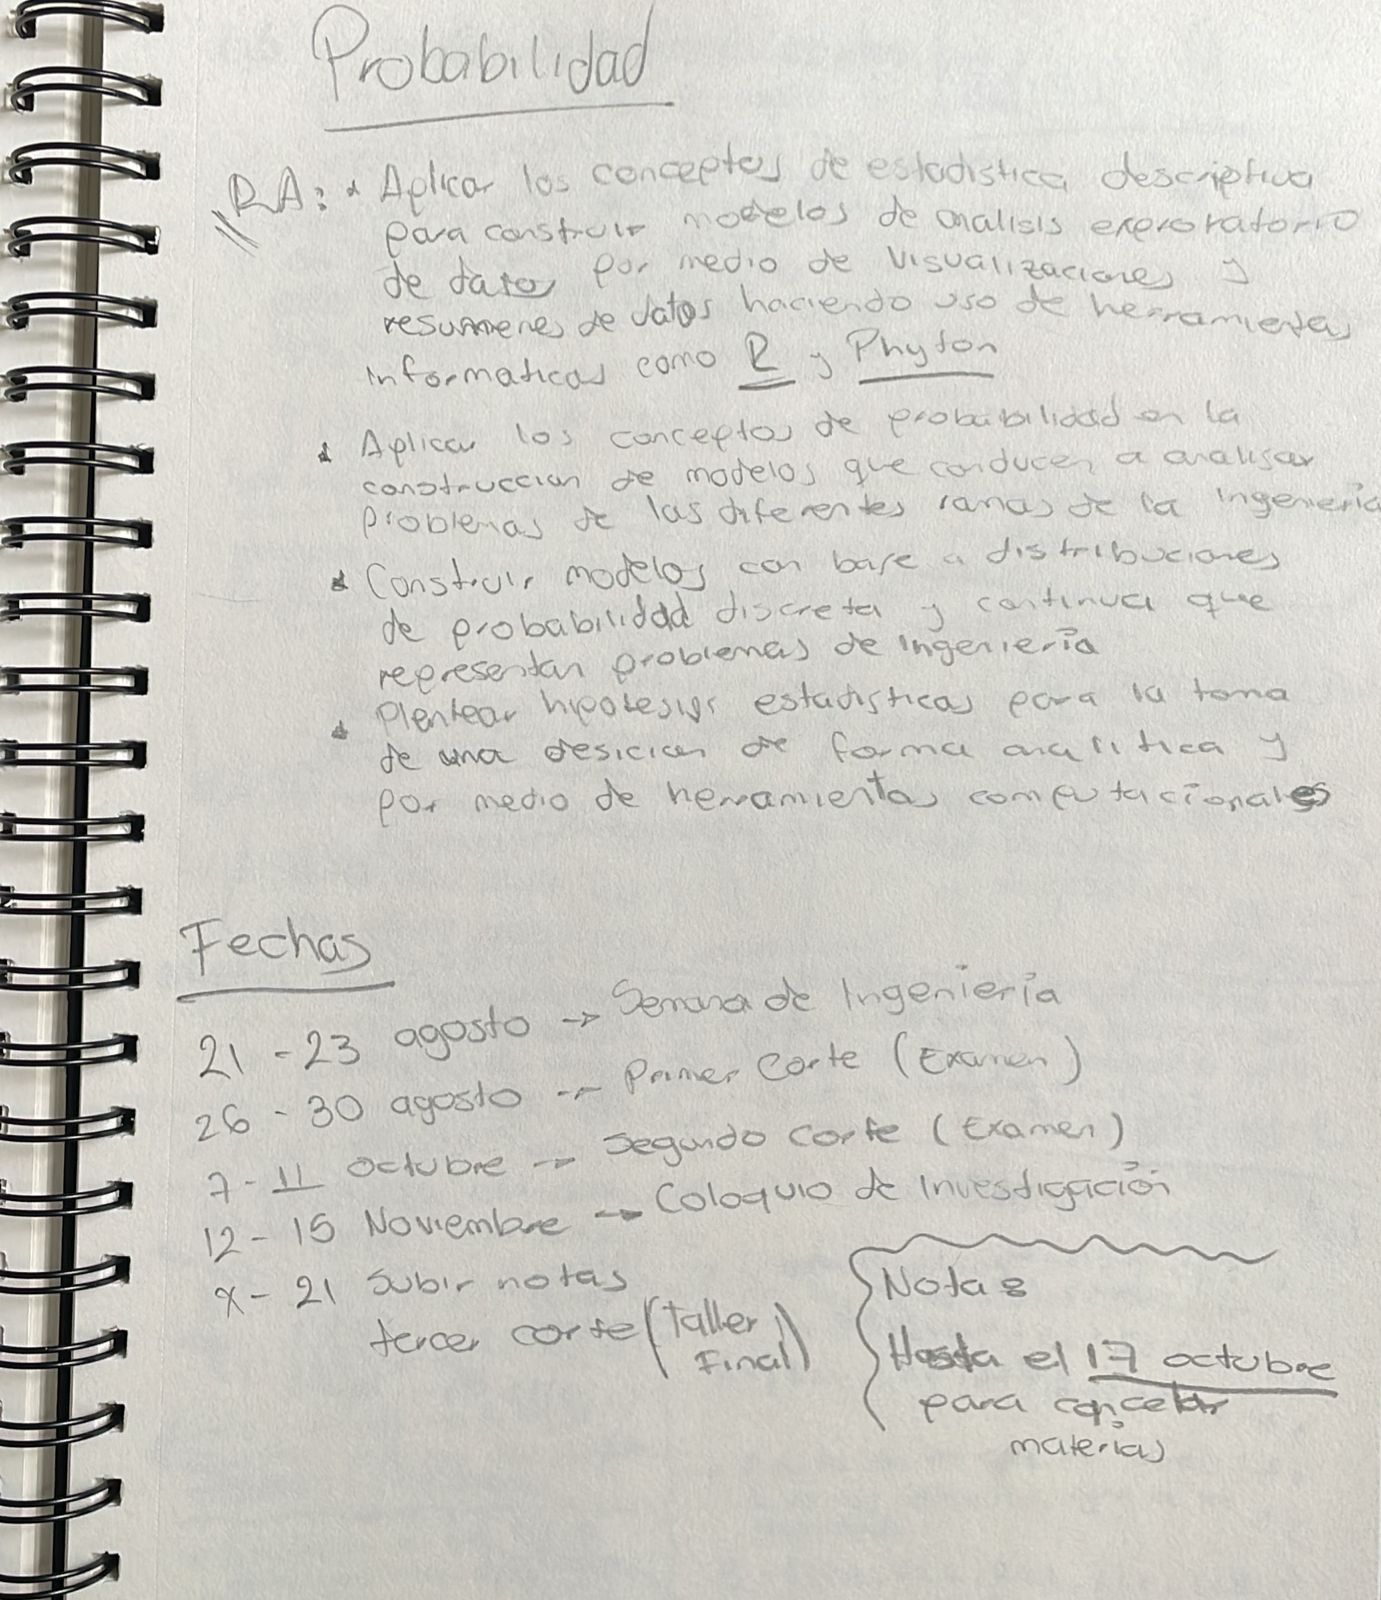 Probabilidad
RA: * Aplicar los conceptos de estadistica descriptiva
para construir modelos de analisis exproratorio
de datos por medio de visualizaciones y
resumenes de datos haciendo uso de herramientas
informaticas como R y Phyton
* Aplicar los conceptos de probabilidad en la
construccion de modelos que conducen a analisar
problemas de las diferentes ramas de la ingenieria
* Construir modelos con base a distribuciones
de probabilidad discreta y continua que
representan problemas de ingenieria
* Plentear hipotesis estadisticas para la toma
de una desicion de forma analitica y
por medio de herramientas computacionales
Fechas
21 - 23 agosto → Semana de Ingenieria
26 - 30 agosto → Primer Corte (Examen)
7 - 11 octubre → Segundo corte (Examen)
12 - 15 Noviembre → Coloquio de Investigación
x - 21 subir notas
tercer corte (Taller
Final)
Nota:
Hasta el 17 octubre
para cancelar
materias